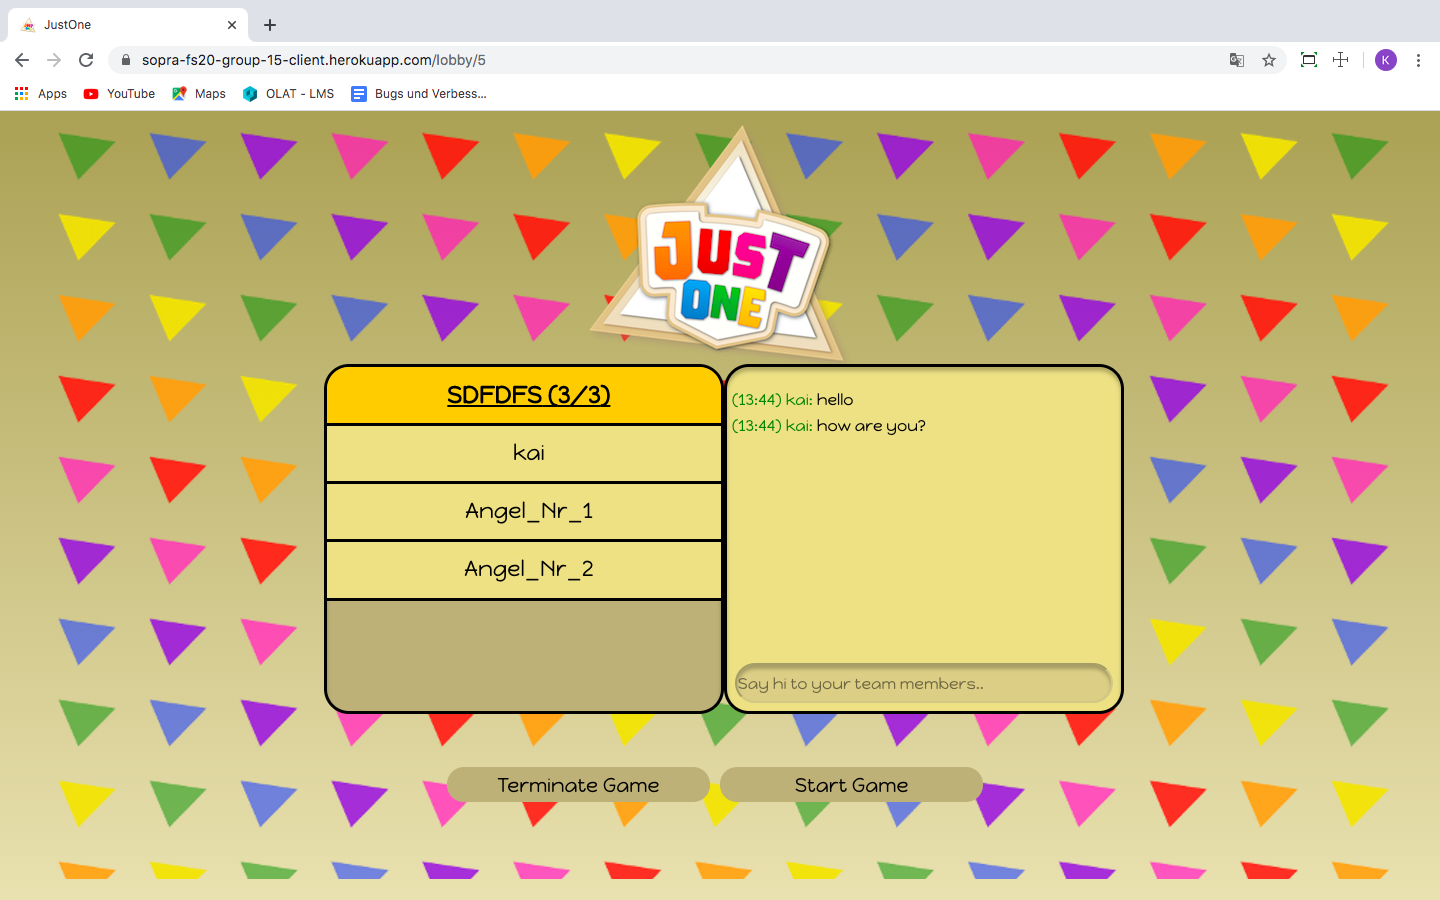 JustOne
sopra-fs20-group-15-client.herokuapp.com/lobby/5
K
Apps
YouTube
Maps
OLAT - LMS
Bugs und Verbess...
JUST
ONE
SDFDFS (3/3)
kai
Angel_Nr_1
Angel_Nr_2
(13:44) kai: hello
(13:44) kai: how are you?
Say hi to your team members..
Terminate Game
Start Game